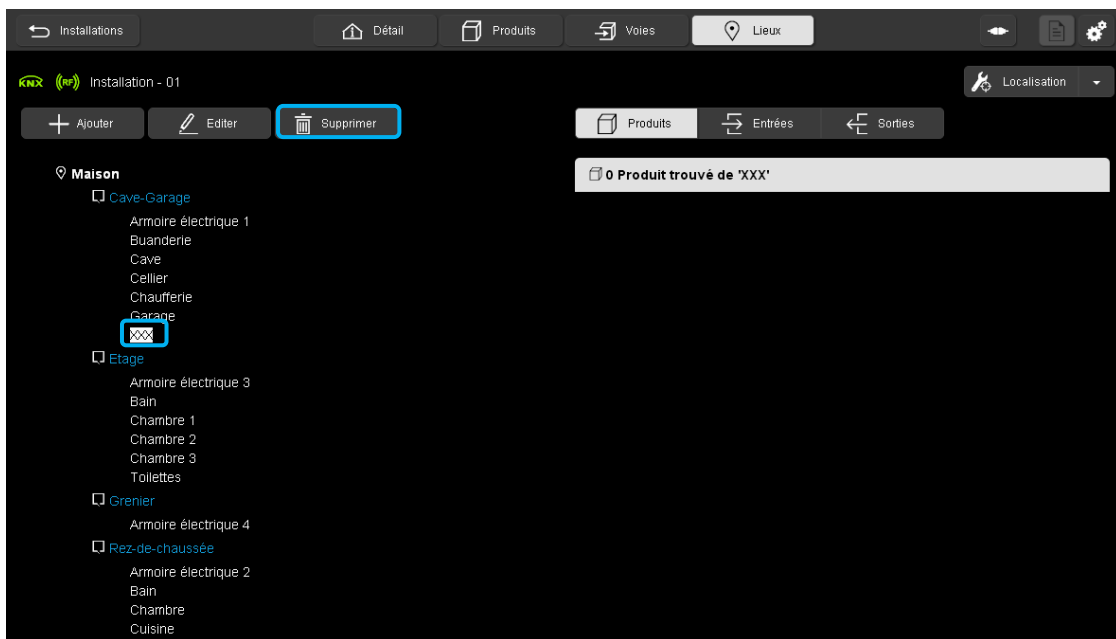 Installations
Détail
Produits
Voies
Lieux
KNX RF Installation - 01
Localisation
Ajouter
Editer
Supprimer
Produits
Entrées
Sorties
Maison
0 Produit trouvé de 'XXX'
Cave-Garage
Armoire électrique 1
Buanderie
Cave
Cellier
Chaufferie
Garage
XXX
Etage
Armoire électrique 3
Bain
Chambre 1
Chambre 2
Chambre 3
Toilettes
Grenier
Armoire électrique 4
Rez-de-chaussée
Armoire électrique 2
Bain
Chambre
Cuisine